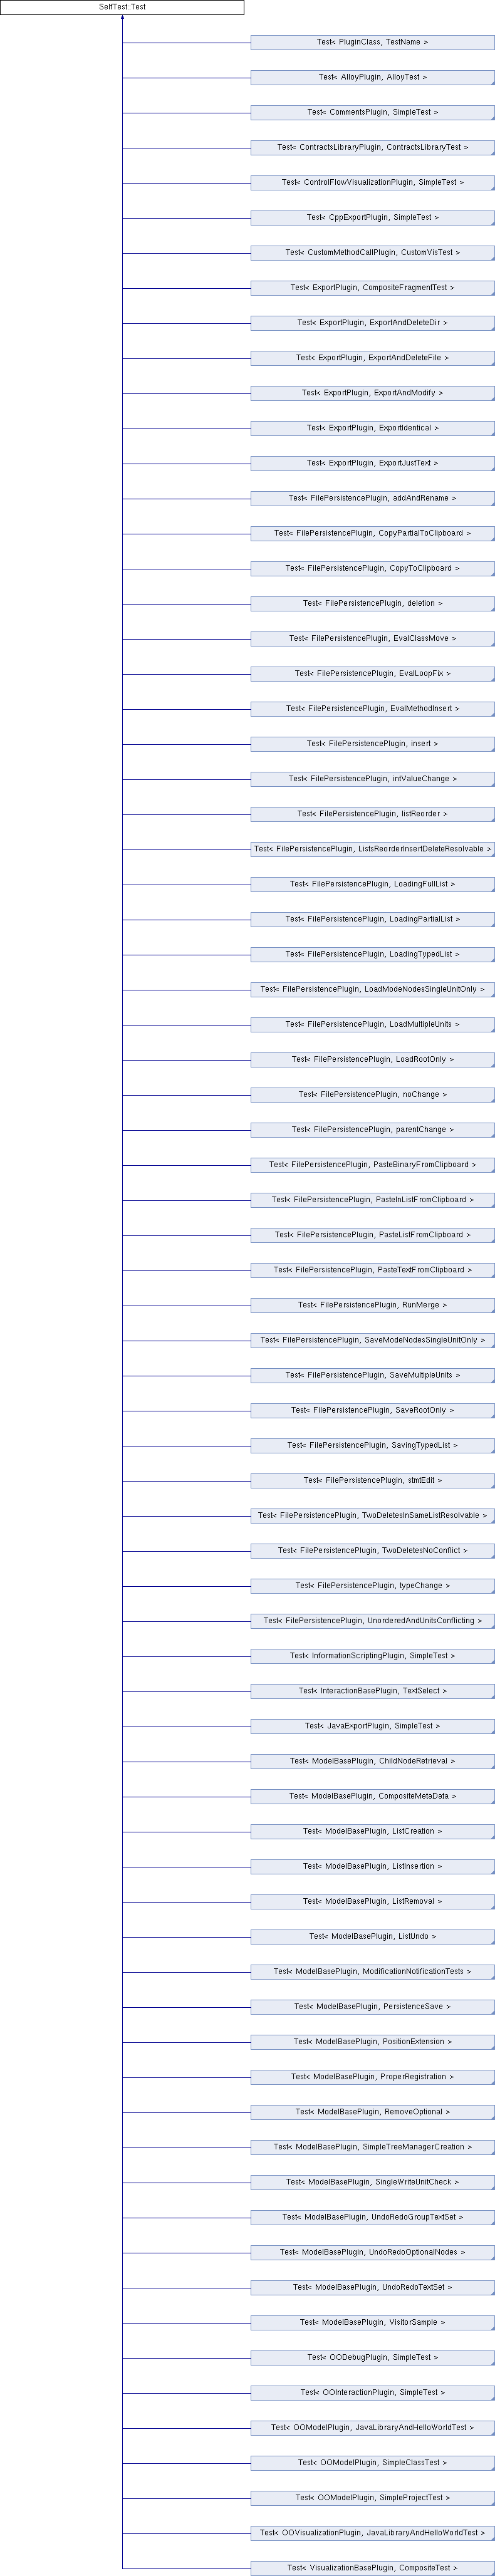 SelfTest::Test
Test< PluginClass, TestName >
Test< AlloyPlugin, AlloyTest >
Test< CommentsPlugin, SimpleTest >
Test< ContractsLibraryPlugin, ContractsLibraryTest >
Test< ControlFlowVisualizationPlugin, SimpleTest >
Test< CppExportPlugin, SimpleTest >
Test< CustomMethodCallPlugin, CustomVisTest >
Test< ExportPlugin, CompositeFragmentTest >
Test< ExportPlugin, ExportAndDeleteDir >
Test< ExportPlugin, ExportAndDeleteFile >
Test< ExportPlugin, ExportAndModify >
Test< ExportPlugin, ExportIdentical >
Test< ExportPlugin, ExportJustText >
Test< FilePersistencePlugin, addAndRename >
Test< FilePersistencePlugin, CopyPartialToClipboard >
Test< FilePersistencePlugin, CopyToClipboard >
Test< FilePersistencePlugin, deletion >
Test< FilePersistencePlugin, EvalClassMove >
Test< FilePersistencePlugin, EvalLoopFix >
Test< FilePersistencePlugin, EvalMethodInsert >
Test< FilePersistencePlugin, insert >
Test< FilePersistencePlugin, intValueChange >
Test< FilePersistencePlugin, listReorder >
Test< FilePersistencePlugin, ListsReorderInsertDeleteResolvable >
Test< FilePersistencePlugin, LoadingFullList >
Test< FilePersistencePlugin, LoadingPartialList >
Test< FilePersistencePlugin, LoadingTypedList >
Test< FilePersistencePlugin, LoadModeNodesSingleUnitOnly >
Test< FilePersistencePlugin, LoadMultipleUnits >
Test< FilePersistencePlugin, LoadRootOnly >
Test< FilePersistencePlugin, noChange >
Test< FilePersistencePlugin, parentChange >
Test< FilePersistencePlugin, PasteBinaryFromClipboard >
Test< FilePersistencePlugin, PasteInListFromClipboard >
Test< FilePersistencePlugin, PasteListFromClipboard >
Test< FilePersistencePlugin, PasteTextFromClipboard >
Test< FilePersistencePlugin, RunMerge >
Test< FilePersistencePlugin, SaveModeNodesSingleUnitOnly >
Test< FilePersistencePlugin, SaveMultipleUnits >
Test< FilePersistencePlugin, SaveRootOnly >
Test< FilePersistencePlugin, SavingTypedList >
Test< FilePersistencePlugin, stmtEdit >
Test< FilePersistencePlugin, TwoDeletesInSameListResolvable >
Test< FilePersistencePlugin, TwoDeletesNoConflict >
Test< FilePersistencePlugin, typeChange >
Test< FilePersistencePlugin, UnorderedAndUnitsConflicting >
Test< InformationScriptingPlugin, SimpleTest >
Test< InteractionBasePlugin, TextSelect >
Test< JavaExportPlugin, SimpleTest >
Test< ModelBasePlugin, ChildNodeRetrieval >
Test< ModelBasePlugin, CompositeMetaData >
Test< ModelBasePlugin, ListCreation >
Test< ModelBasePlugin, ListInsertion >
Test< ModelBasePlugin, ListRemoval >
Test< ModelBasePlugin, ListUndo >
Test< ModelBasePlugin, ModificationNotificationTests >
Test< ModelBasePlugin, PersistenceSave >
Test< ModelBasePlugin, PositionExtension >
Test< ModelBasePlugin, ProperRegistration >
Test< ModelBasePlugin, RemoveOptional >
Test< ModelBasePlugin, SimpleTreeManagerCreation >
Test< ModelBasePlugin, SingleWriteUnitCheck >
Test< ModelBasePlugin, UndoRedoGroupTextSet >
Test< ModelBasePlugin, UndoRedoOptionalNodes >
Test< ModelBasePlugin, UndoRedoTextSet >
Test< ModelBasePlugin, VisitorSample >
Test< OODebugPlugin, SimpleTest >
Test< OOInteractionPlugin, SimpleTest >
Test< OOModelPlugin, JavaLibraryAndHelloWorldTest >
Test< OOModelPlugin, SimpleClassTest >
Test< OOModelPlugin, SimpleProjectTest >
Test< OOVisualizationPlugin, JavaLibraryAndHelloWorldTest >
Test< VisualizationBasePlugin, CompositeTest >